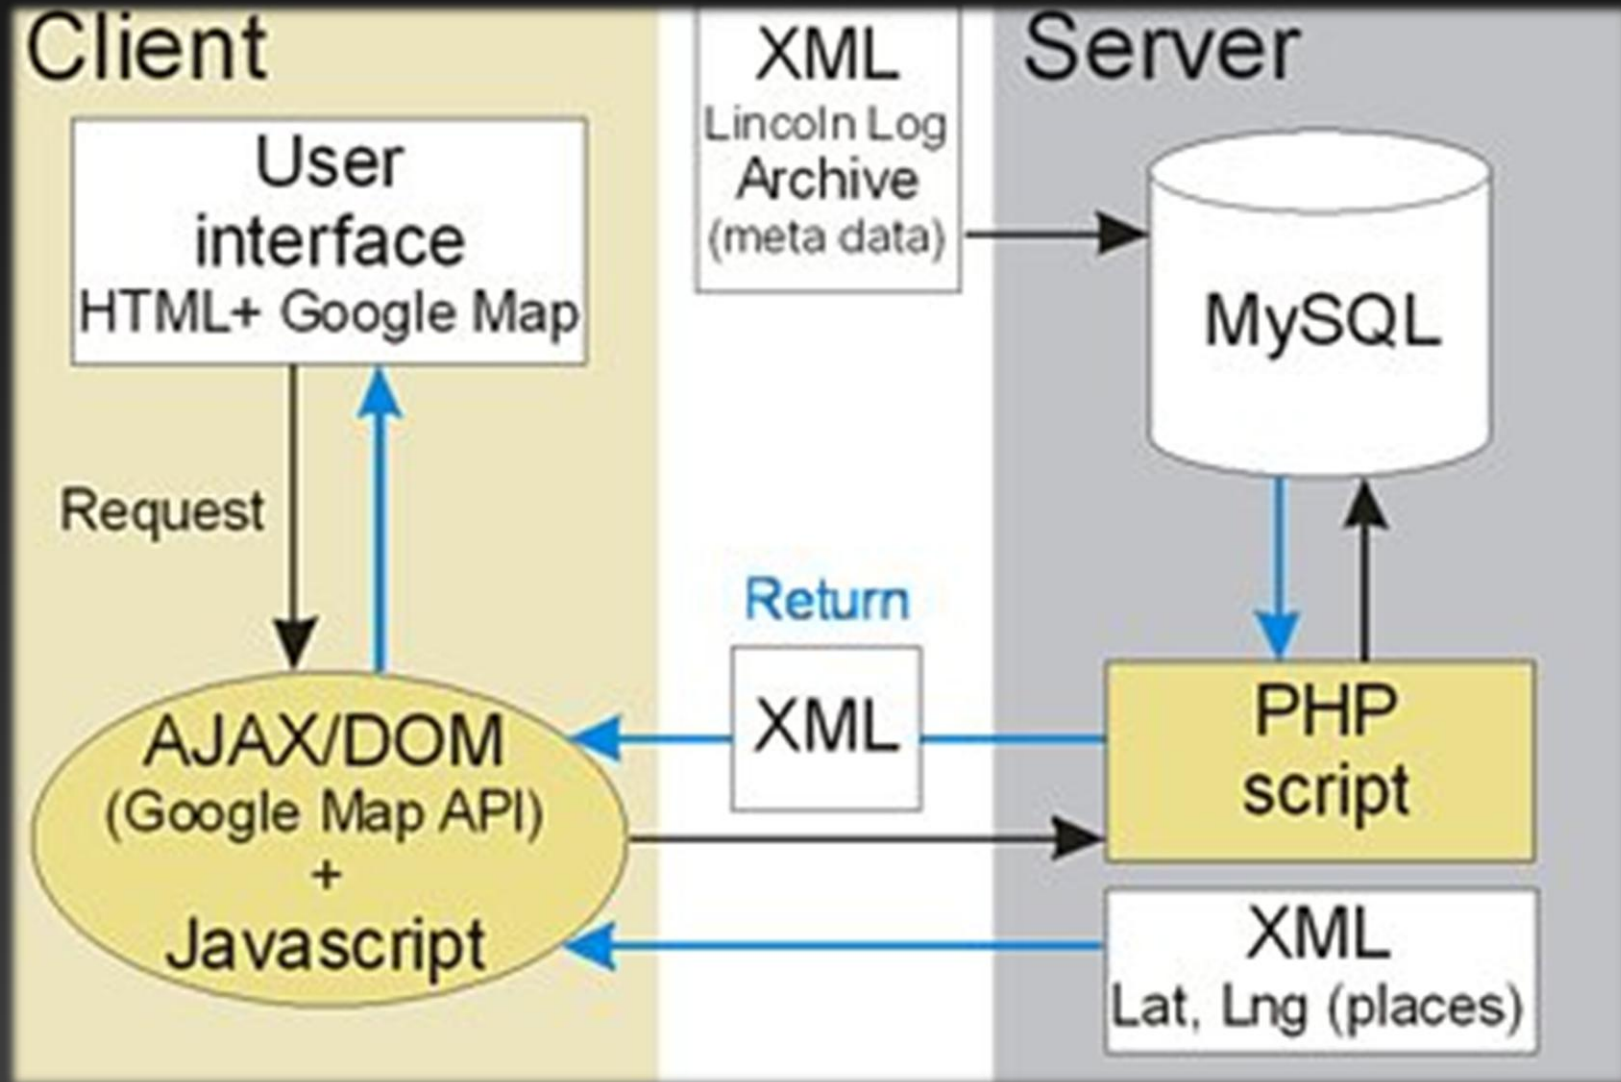 Client
User
interface
HTML+ Google Map
Request
AJAX/DOM
(Google Map API)
+
Javascript
XML
Lincoln Log
Archive
(meta data)
Return
XML
Server
MySQL
PHP
script
XML
Lat, Lng (places)